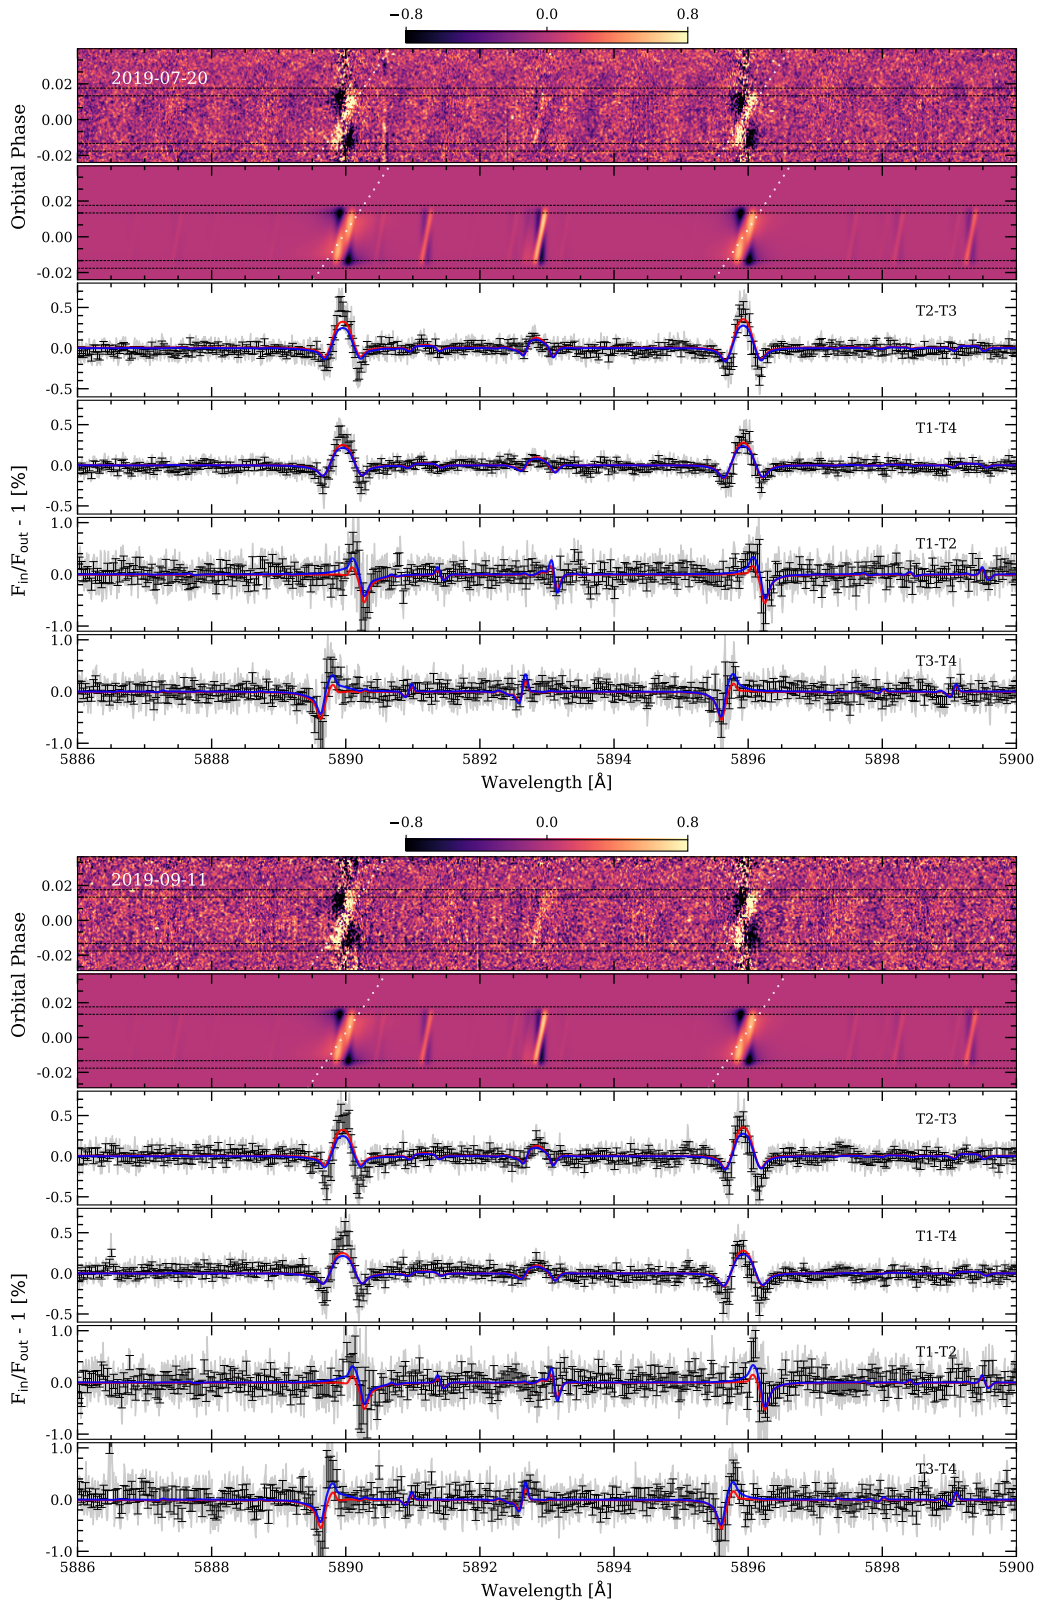 −0.8 0.0 0.8
2019-07-20
0.02
0.00
-0.02
Orbital Phase
0.02
0.00
-0.02
T2-T3
0.5
0.0
-0.5
T1-T4
0.5
0.0
-0.5
F_in/F_out - 1 [%]
T1-T2
1.0
0.0
-1.0
T3-T4
1.0
0.0
-1.0
5886 5888 5890 5892 5894 5896 5898 5900
Wavelength [Å]
−0.8 0.0 0.8
2019-09-11
0.02
0.00
-0.02
Orbital Phase
0.02
0.00
-0.02
T2-T3
0.5
0.0
-0.5
T1-T4
0.5
0.0
-0.5
F_in/F_out - 1 [%]
T1-T2
1.0
0.0
-1.0
T3-T4
1.0
0.0
-1.0
5886 5888 5890 5892 5894 5896 5898 5900
Wavelength [Å]